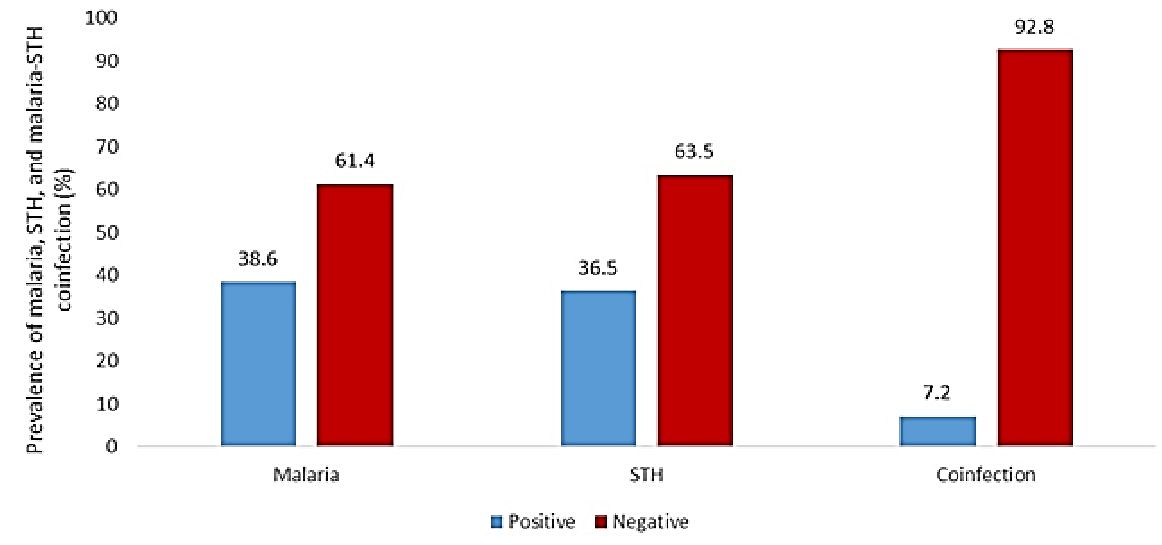 Prevalence of malaria, STH, and malaria-STH
coinfection (%)
100
90
80
70
60
50
40
30
20
10
0
38.6
61.4
36.5
63.5
7.2
92.8
Malaria
STH
Coinfection
Positive
Negative